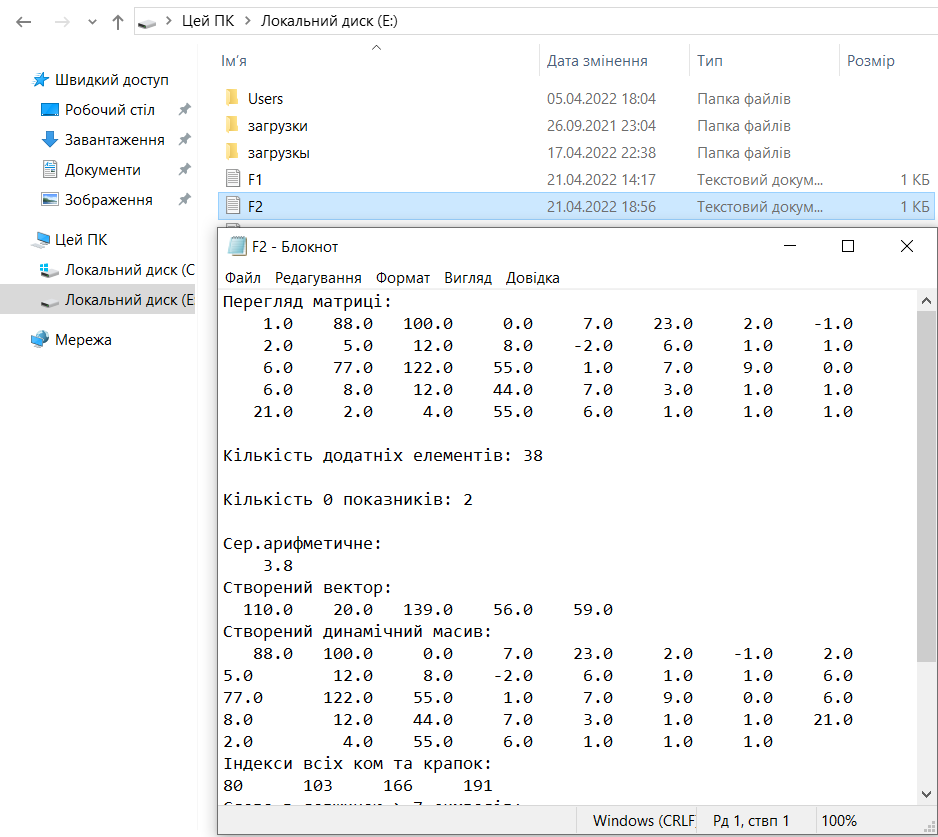 Цей ПК > Локальний диск (E:)
Ім'я Дата змінення Тип Розмір
Швидкий доступ
Робочий стіл
Завантаження
Документи
Зображення
Цей ПК
Локальний диск (C
Локальний диск (E
Мережа
Users 05.04.2022 18:04 Папка файлів
загрузки 26.09.2021 23:04 Папка файлів
загрузкы 17.04.2022 22:38 Папка файлів
F1 21.04.2022 14:17 Текстовий докум... 1 КБ
F2 21.04.2022 18:56 Текстовий докум... 1 КБ
F2 - Блокнот
Файл Редагування Формат Вигляд Довідка
Перегляд матриці:
1.0 88.0 100.0 0.0 7.0 23.0 2.0 -1.0
2.0 5.0 12.0 8.0 -2.0 6.0 1.0 1.0
6.0 77.0 122.0 55.0 1.0 7.0 9.0 0.0
6.0 8.0 12.0 44.0 7.0 3.0 1.0 1.0
21.0 2.0 4.0 55.0 6.0 1.0 1.0 1.0
Кількість додатніх елементів: 38
Кількість 0 показників: 2
Сер.арифметичне:
3.8
Створений вектор:
110.0 20.0 139.0 56.0 59.0
Створений динамічний масив:
88.0 100.0 0.0 7.0 23.0 2.0 -1.0 2.0
5.0 12.0 8.0 -2.0 6.0 1.0 1.0 6.0
77.0 122.0 55.0 1.0 7.0 9.0 0.0 6.0
8.0 12.0 44.0 7.0 3.0 1.0 1.0 21.0
2.0 4.0 55.0 6.0 1.0 1.0 1.0
Індекси всіх ком та крапок:
80 103 166 191
Windows (CRLF Рд 1, ствп 1 100%